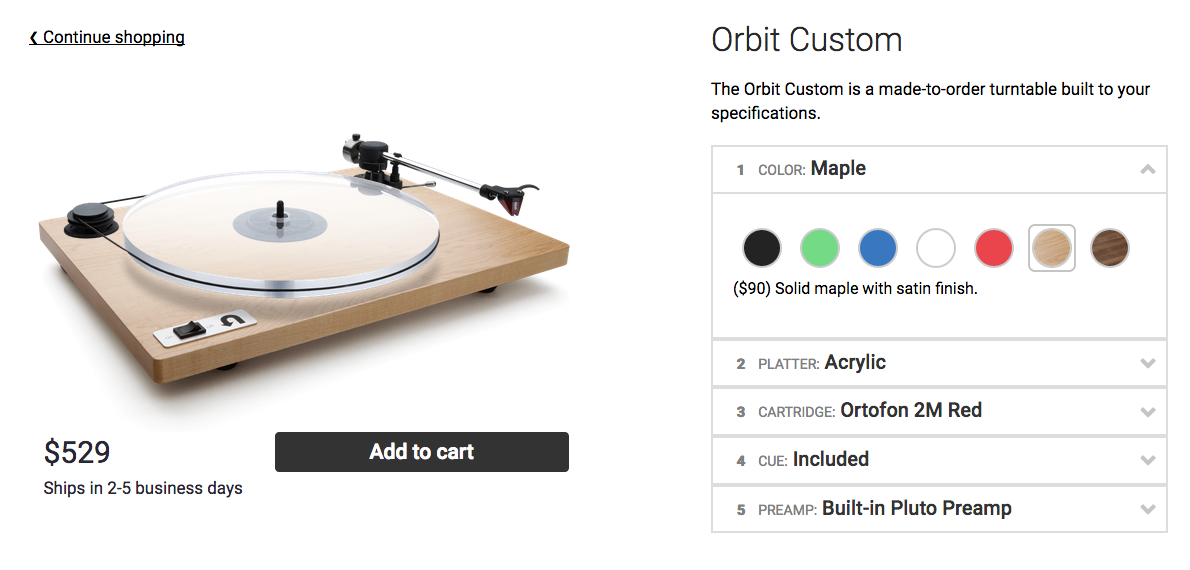 ❮ Continue shopping
Orbit Custom
The Orbit Custom is a made-to-order turntable built to your
specifications.
1 COLOR: Maple
($90) Solid maple with satin finish.
2 PLATTER: Acrylic
3 CARTRIDGE: Ortofon 2M Red
4 CUE: Included
5 PREAMP: Built-in Pluto Preamp
$529
Add to cart
Ships in 2-5 business days